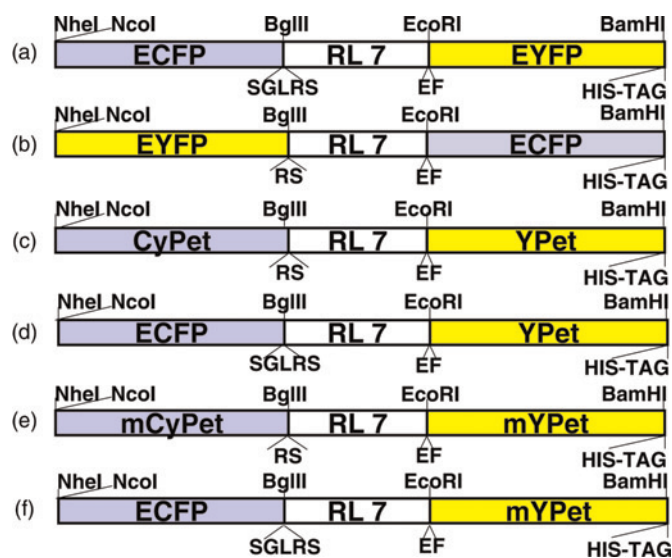 NheI NcoI BglII EcoRI BamHI
(a) ECFP RL 7 EYFP
SGLRS EF HIS-TAG
NheI NcoI BglII EcoRI BamHI
(b) EYFP RL 7 ECFP
RS EF HIS-TAG
NheI NcoI BglII EcoRI BamHI
(c) CyPet RL 7 YPet
RS EF HIS-TAG
NheI NcoI BglII EcoRI BamHI
(d) ECFP RL 7 YPet
SGLRS EF HIS-TAG
NheI NcoI BglII EcoRI BamHI
(e) mCyPet RL 7 mYPet
RS EF HIS-TAG
NheI NcoI BglII EcoRI BamHI
(f) ECFP RL 7 mYPet
SGLRS EF HIS-TAG